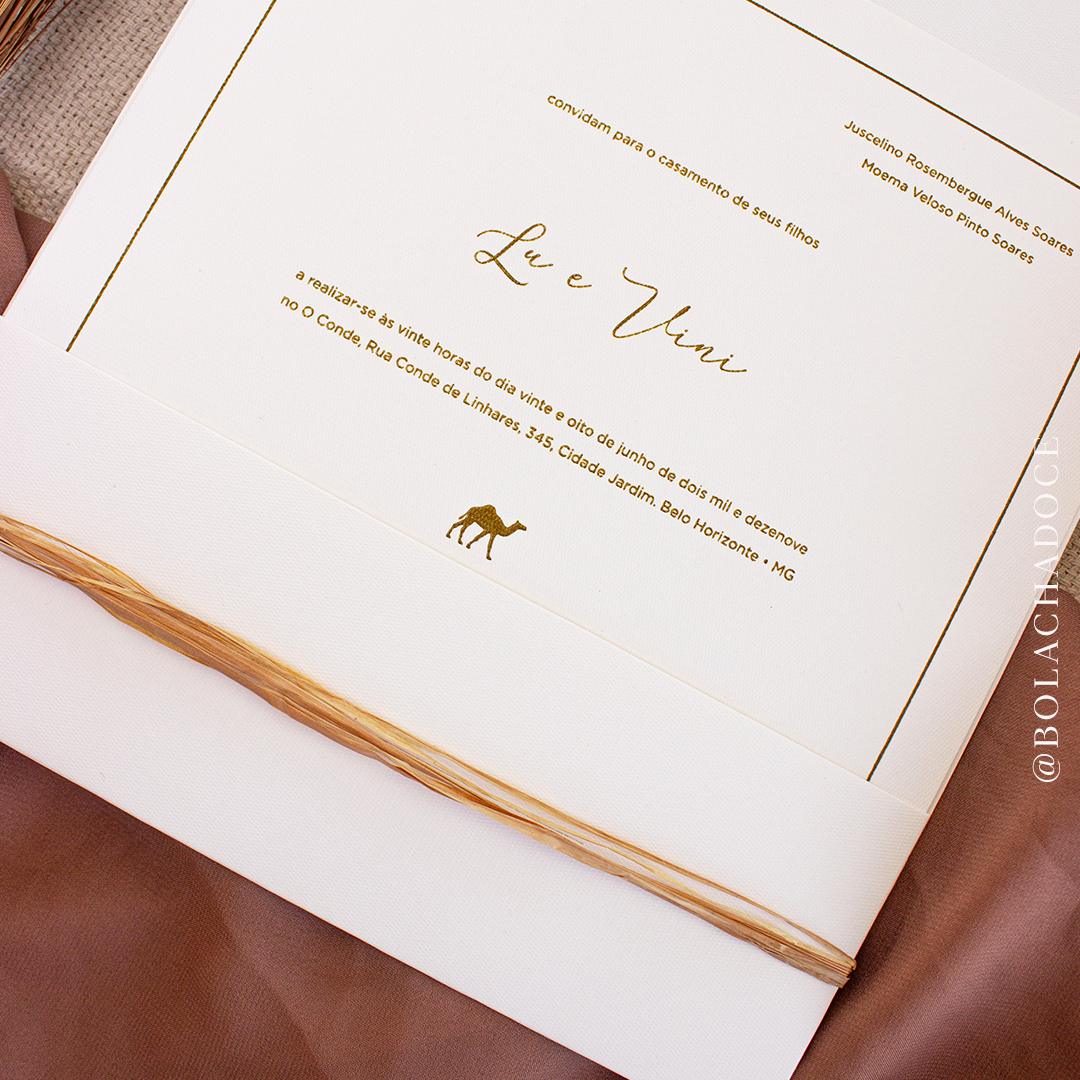 Juscelino Rosembergue Alves Soares
Moema Veloso Pinto Soares
convidam para o casamento de seus filhos
Lu e Vini
a realizar-se às vinte horas do dia vinte e oito de junho de dois mil e dezenove
no O Conde, Rua Conde de Linhares, 345, Cidade Jardim. Belo Horizonte • MG
@BOLACHADOCE